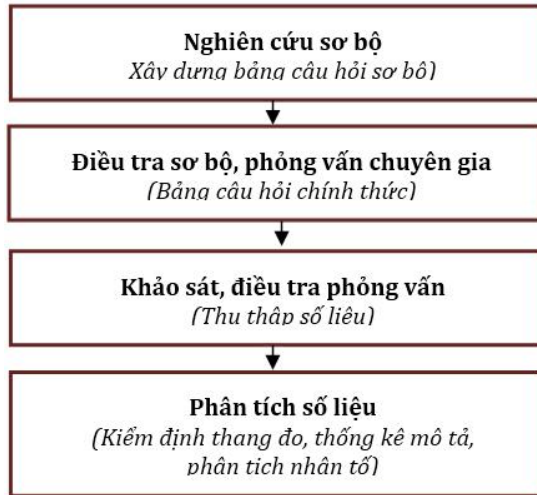 Nghiên cứu sơ bộ
Xây dựng bảng câu hỏi sơ bộ)
Điều tra sơ bộ, phỏng vấn chuyên gia
(Bảng câu hỏi chính thức)
Khảo sát, điều tra phỏng vấn
(Thu thập số liệu)
Phân tích số liệu
(Kiểm định thang đo, thống kê mô tả,
phân tích nhân tố)